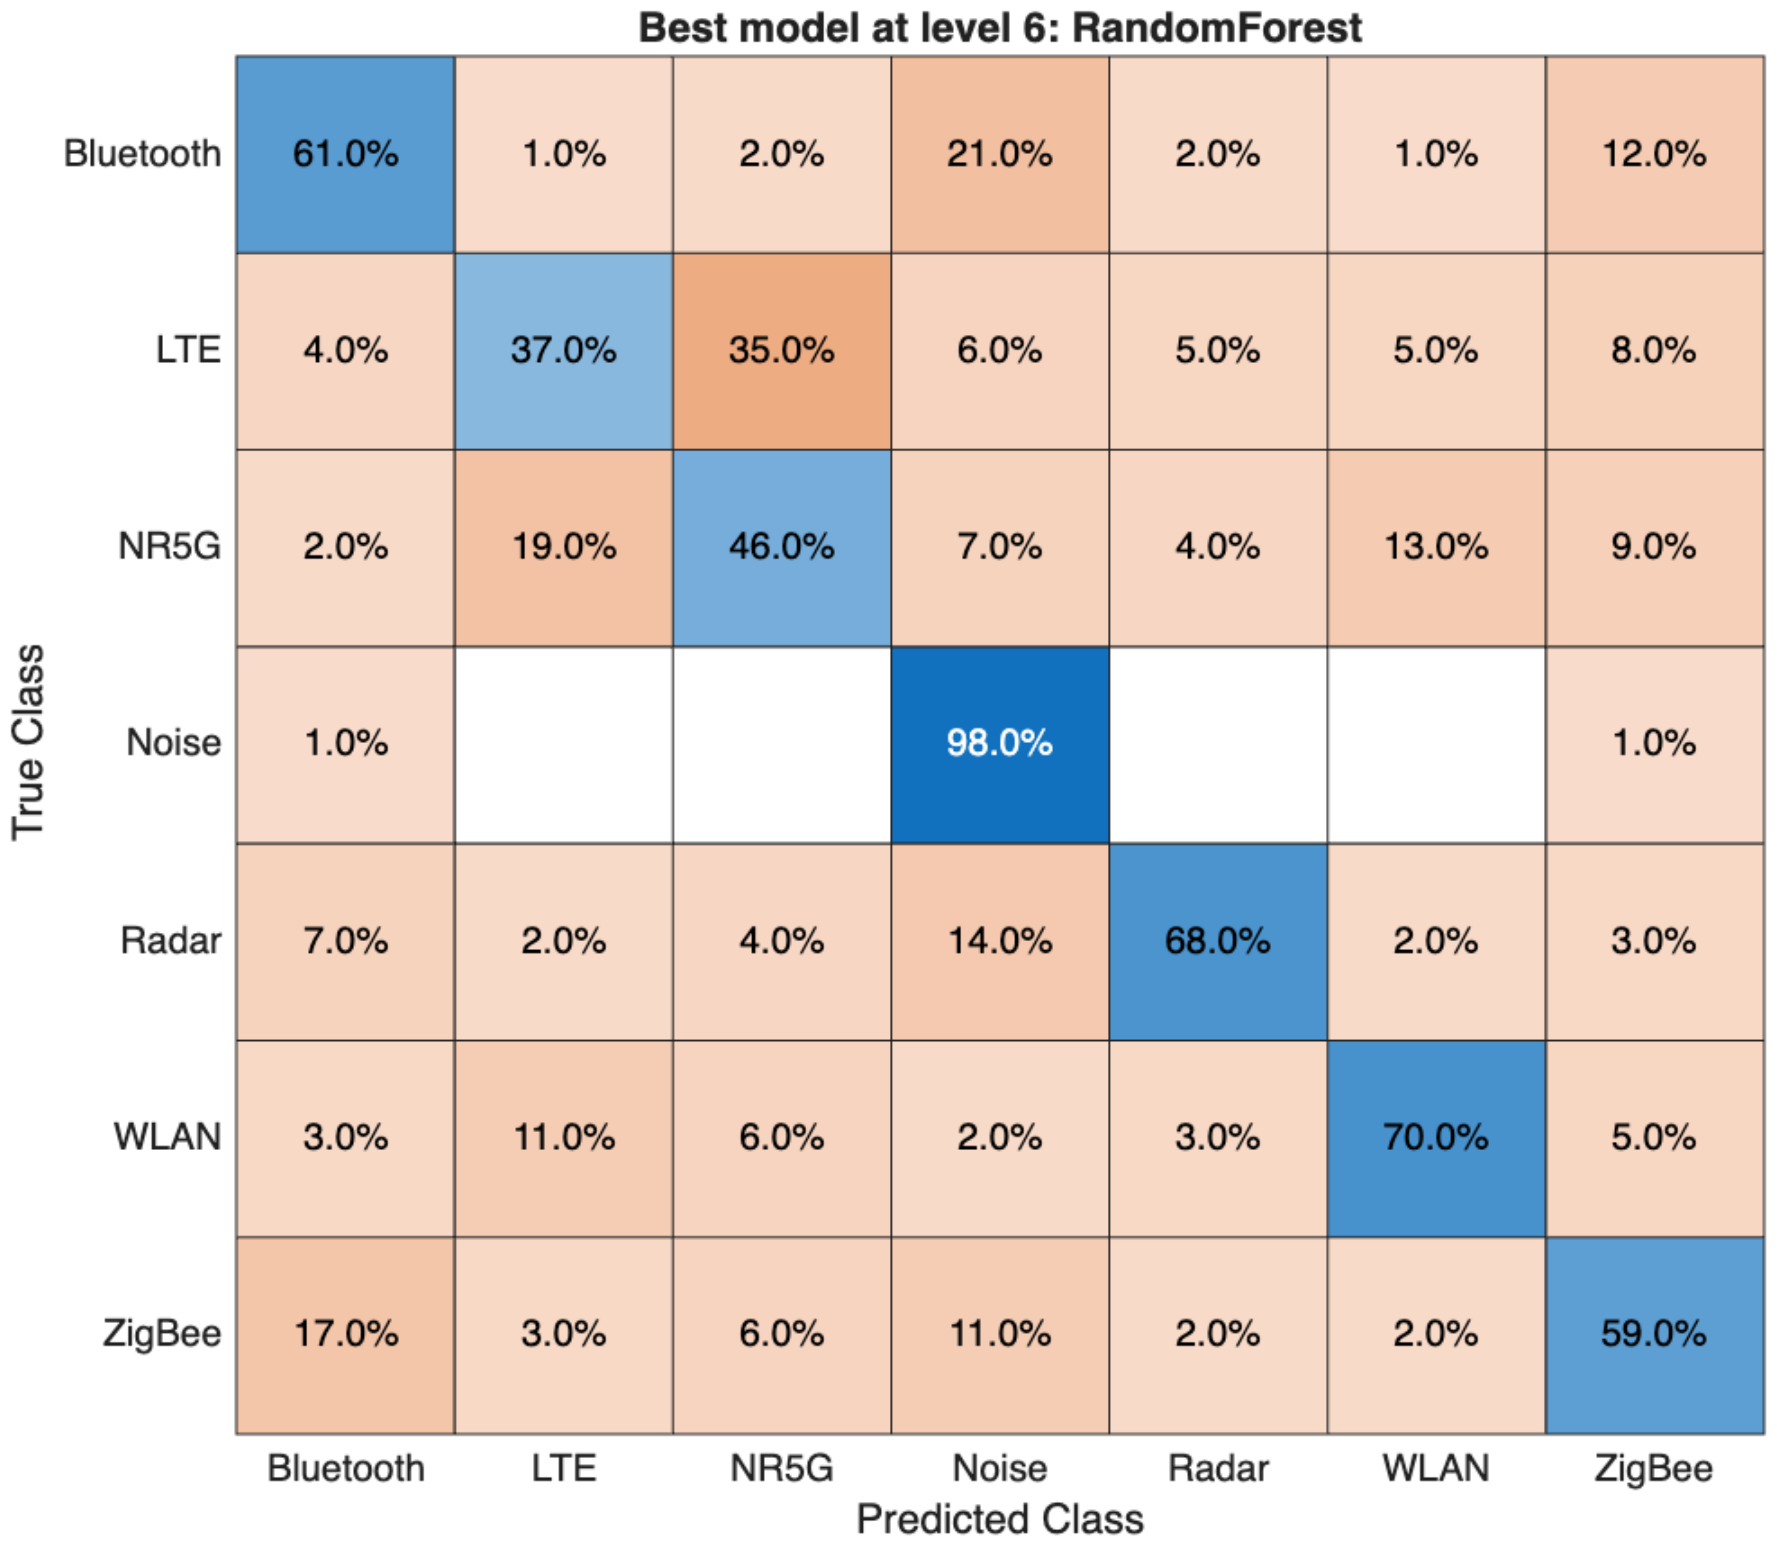 Best model at level 6: RandomForest
Bluetooth 61.0% 1.0% 2.0% 21.0% 2.0% 1.0% 12.0%
LTE 4.0% 37.0% 35.0% 6.0% 5.0% 5.0% 8.0%
NR5G 2.0% 19.0% 46.0% 7.0% 4.0% 13.0% 9.0%
True Class
Noise 1.0% 98.0% 1.0%
Radar 7.0% 2.0% 4.0% 14.0% 68.0% 2.0% 3.0%
WLAN 3.0% 11.0% 6.0% 2.0% 3.0% 70.0% 5.0%
ZigBee 17.0% 3.0% 6.0% 11.0% 2.0% 2.0% 59.0%
Bluetooth LTE NR5G Noise Radar WLAN ZigBee
Predicted Class